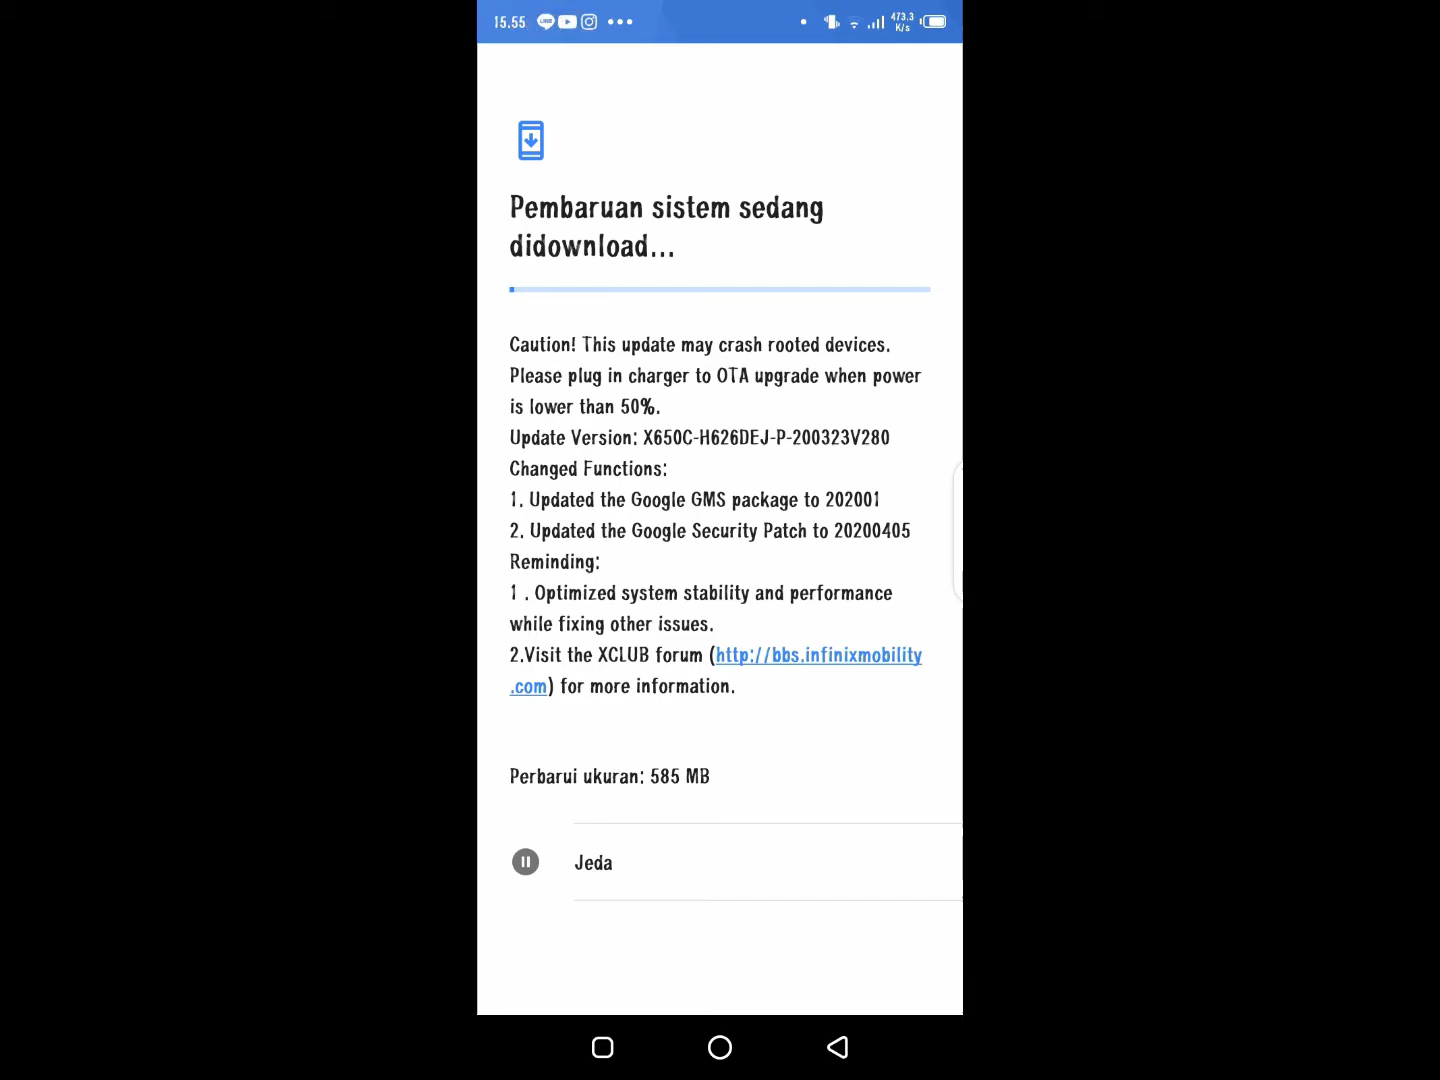 15.55
LINE
473.3
K/s
Pembaruan sistem sedang
didownload...
Caution! This update may crash rooted devices.
Please plug in charger to OTA upgrade when power
is lower than 50%.
Update Version: X650C-H626DEJ-P-200323V280
Changed Functions:
1. Updated the Google GMS package to 202001
2. Updated the Google Security Patch to 20200405
Reminding:
1 . Optimized system stability and performance
while fixing other issues.
2.Visit the XCLUB forum (http://bbs.infinixmobility
.com) for more information.
Perbarui ukuran: 585 MB
Jeda